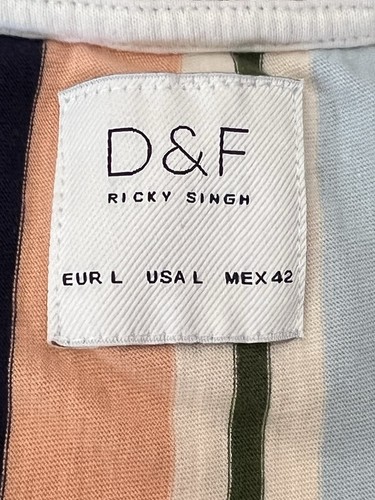 D&F
RICKY SINGH
EUR L USA L MEX 42